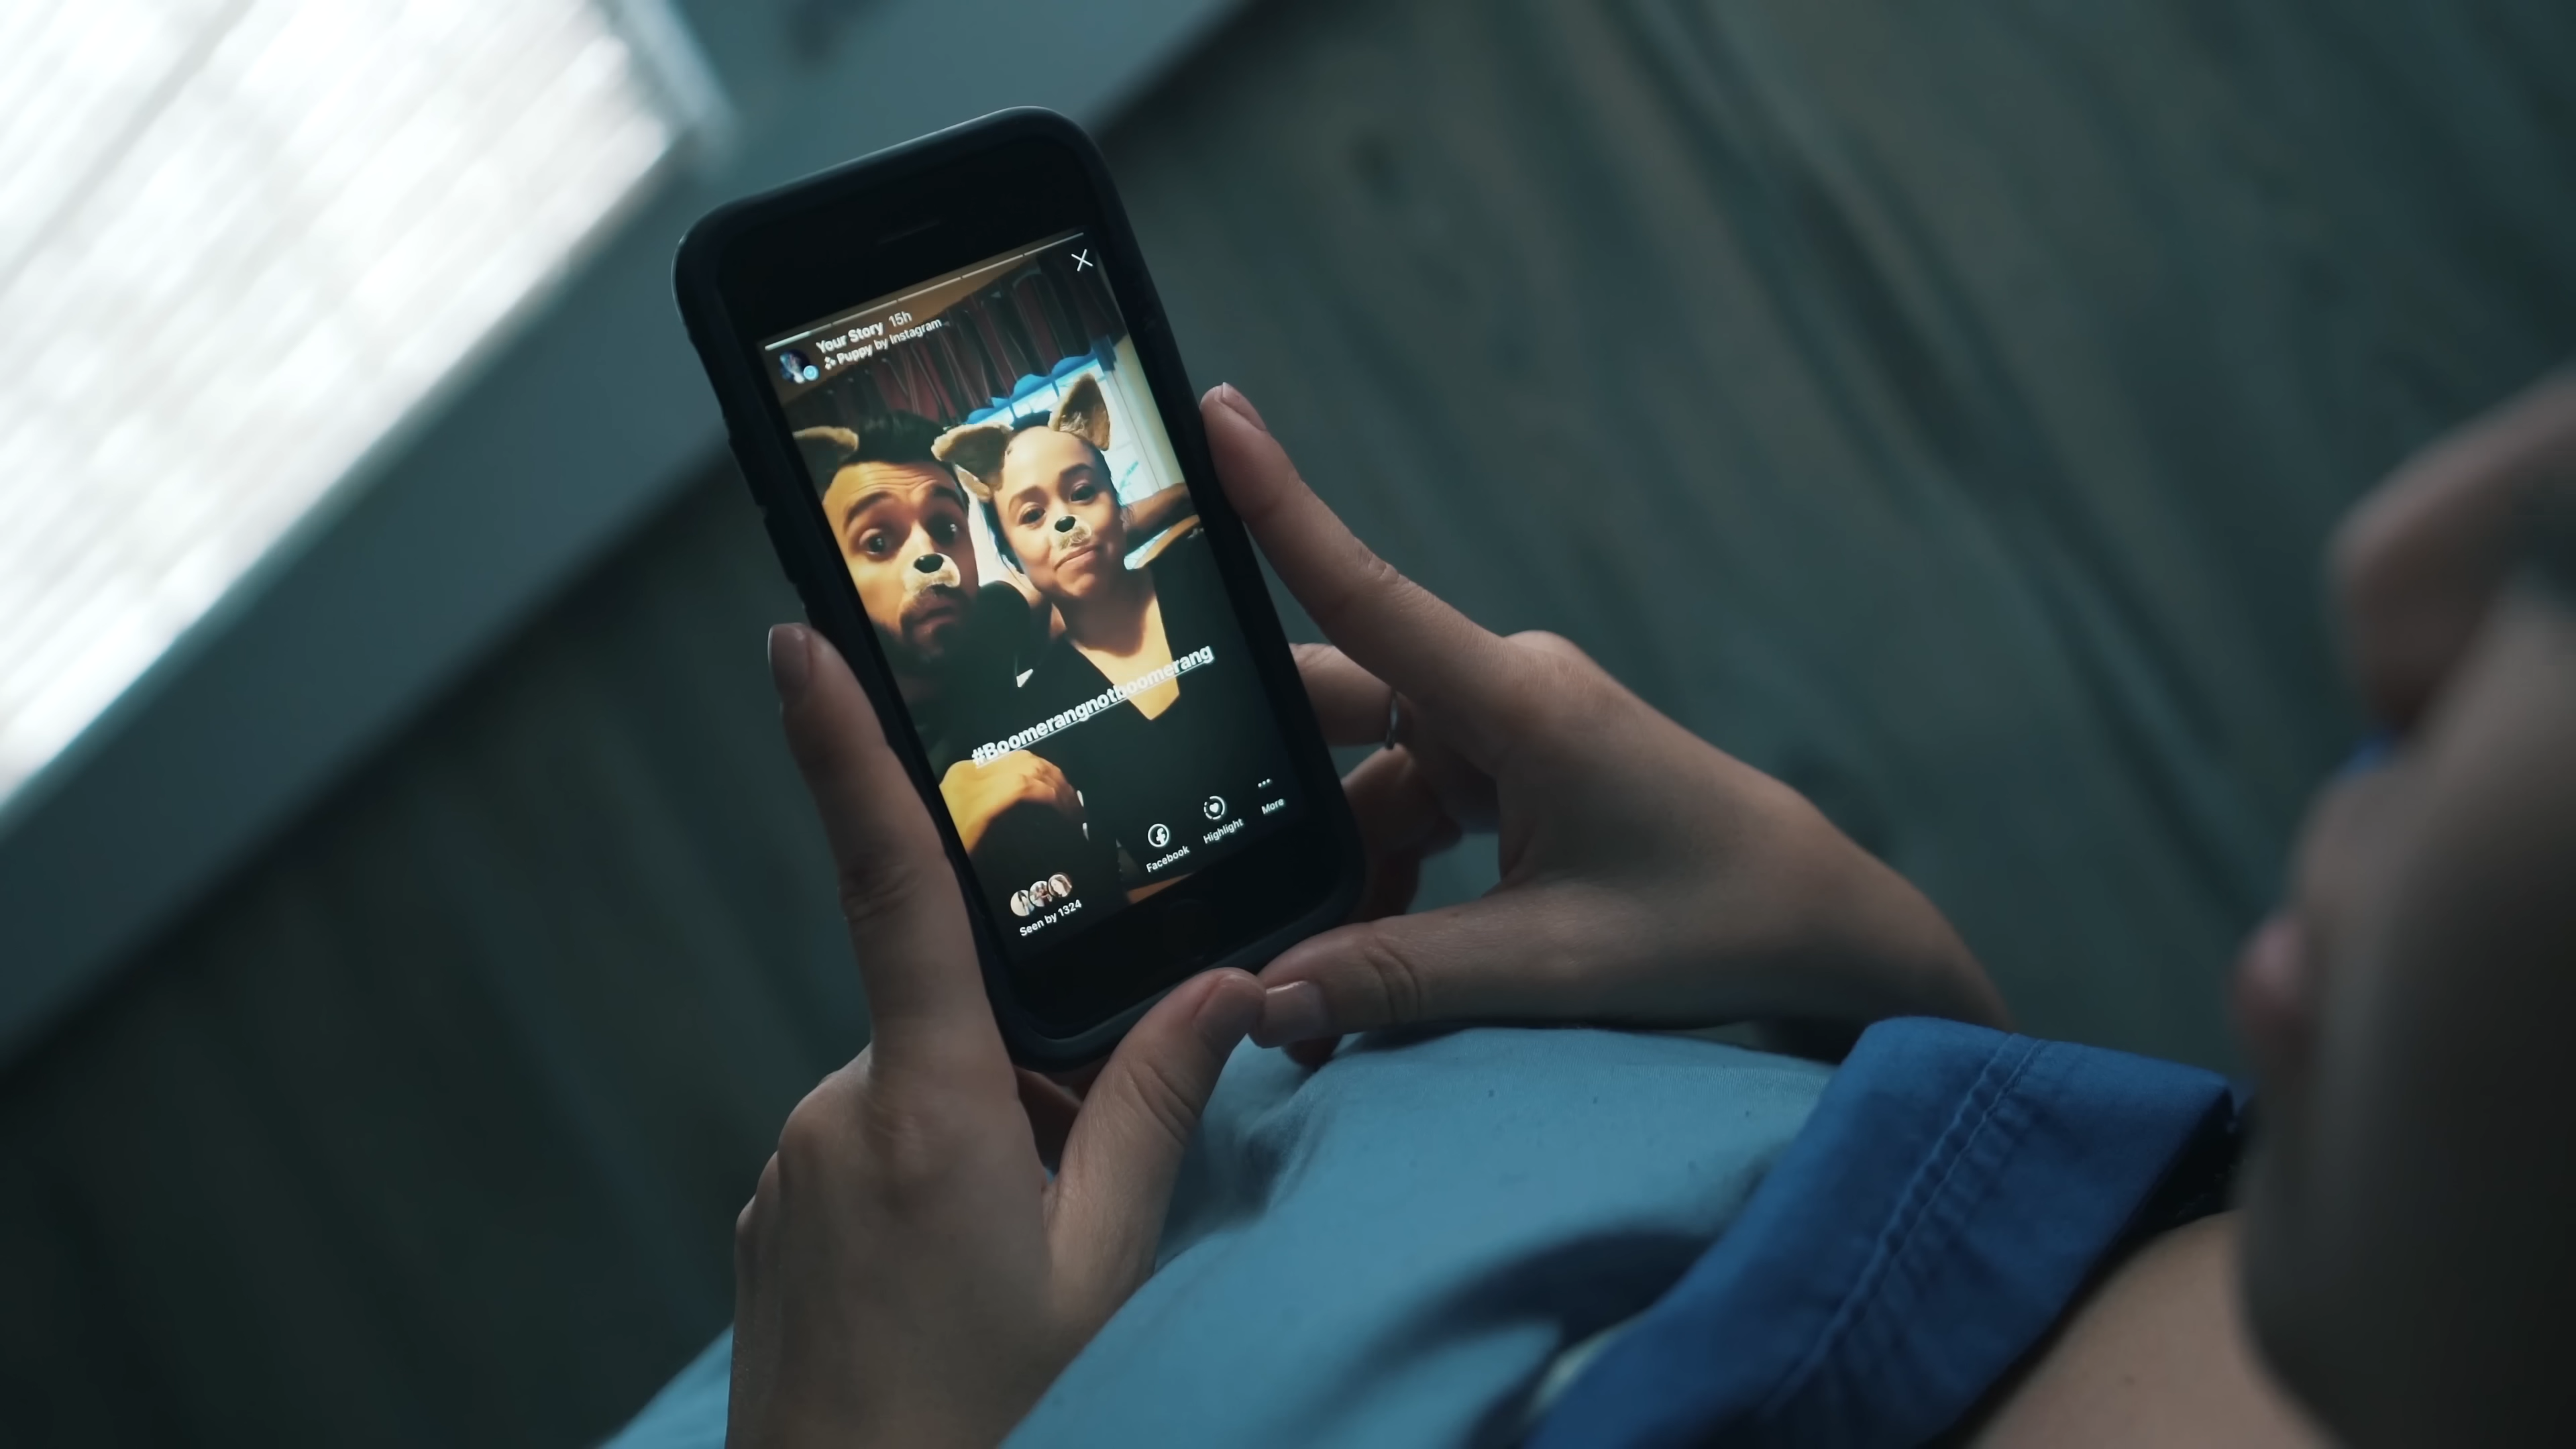 Your Story 15h
Puppy by Instagram
#Boomerangnotboomerang
Facebook
Highlight
More
Seen by 1324